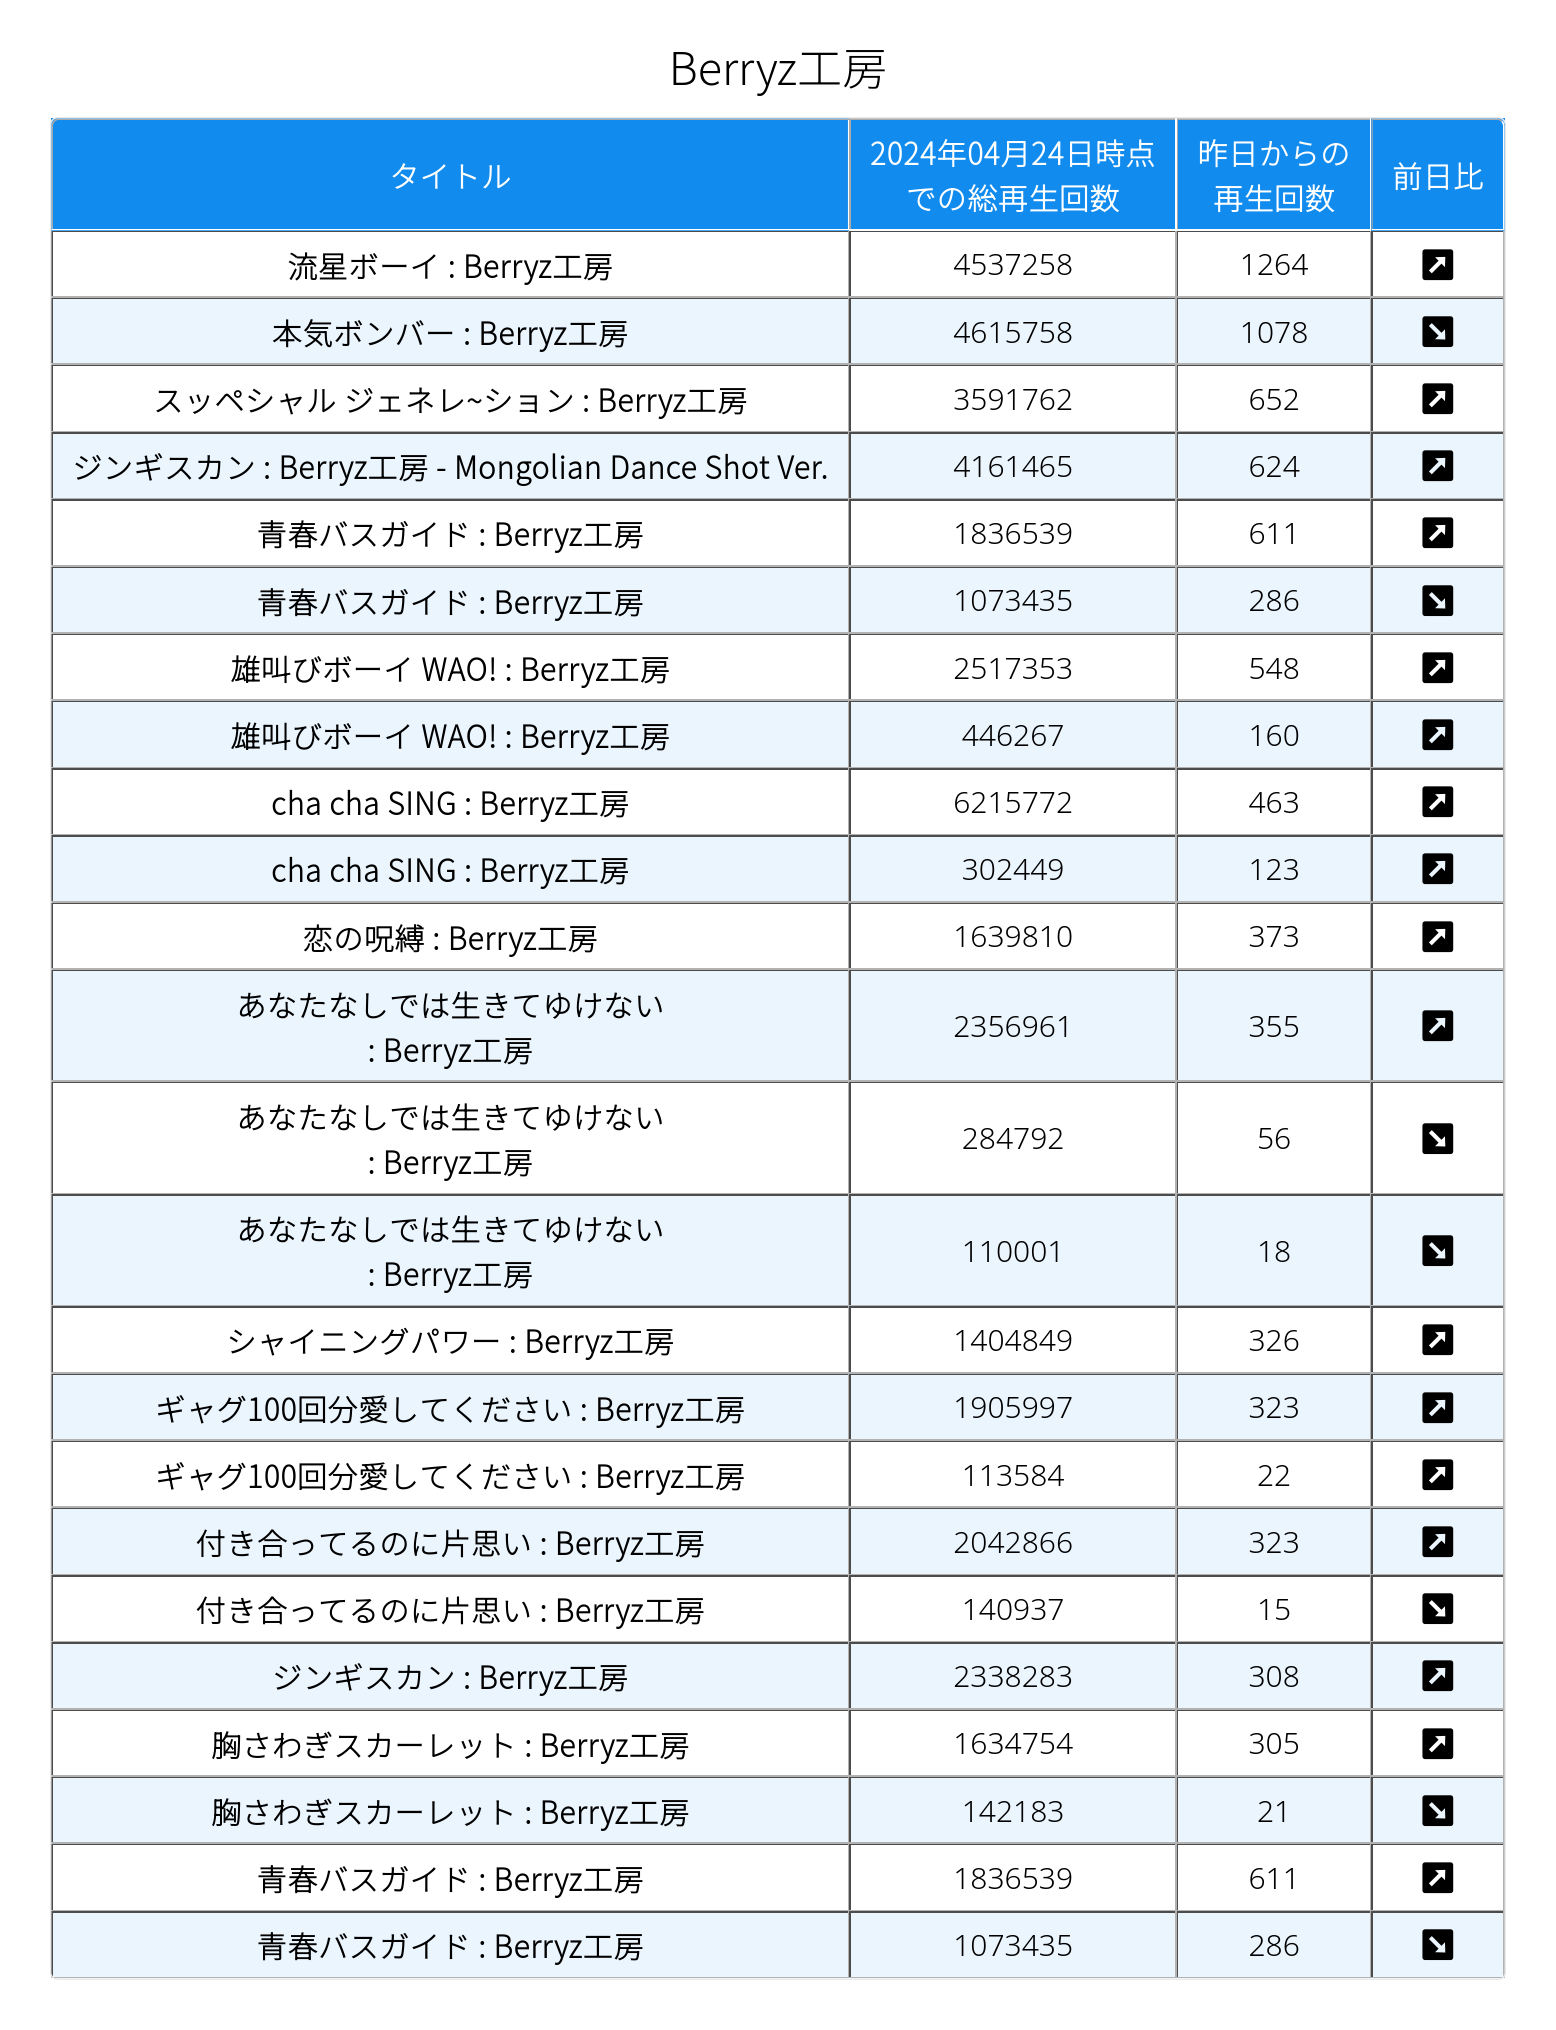 Berryz工房
タイトル 2024年04月24日時点 昨日からの 前日比
での総再生回数 再生回数
流星ボーイ : Berryz工房 4537258 1264
本気ボンバー : Berryz工房 4615758 1078
スッペシャル ジェネレ~ション : Berryz工房 3591762 652
ジンギスカン : Berryz工房 - Mongolian Dance Shot Ver. 4161465 624
青春バスガイド : Berryz工房 1836539 611
青春バスガイド : Berryz工房 1073435 286
雄叫びボーイ WAO! : Berryz工房 2517353 548
雄叫びボーイ WAO! : Berryz工房 446267 160
cha cha SING : Berryz工房 6215772 463
cha cha SING : Berryz工房 302449 123
恋の呪縛 : Berryz工房 1639810 373
あなたなしでは生きてゆけない
: Berryz工房 2356961 355
あなたなしでは生きてゆけない
: Berryz工房 284792 56
あなたなしでは生きてゆけない
: Berryz工房 110001 18
シャイニングパワー : Berryz工房 1404849 326
ギャグ100回分愛してください : Berryz工房 1905997 323
ギャグ100回分愛してください : Berryz工房 113584 22
付き合ってるのに片思い : Berryz工房 2042866 323
付き合ってるのに片思い : Berryz工房 140937 15
ジンギスカン : Berryz工房 2338283 308
胸さわぎスカーレット : Berryz工房 1634754 305
胸さわぎスカーレット : Berryz工房 142183 21
青春バスガイド : Berryz工房 1836539 611
青春バスガイド : Berryz工房 1073435 286